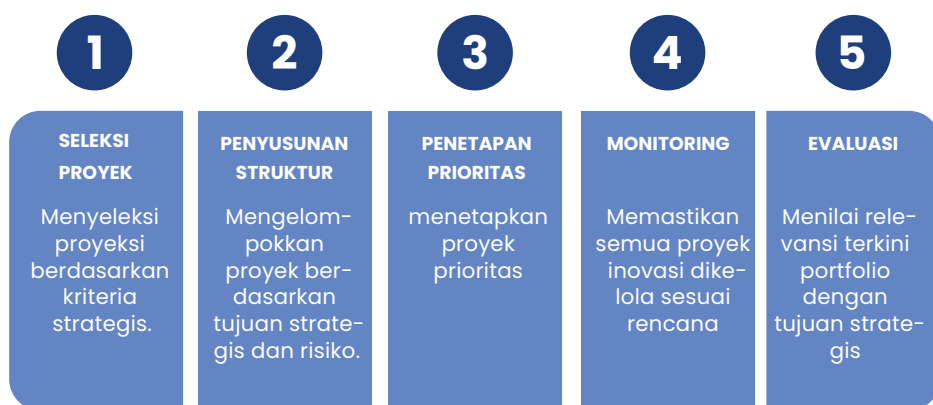 1
SELEKSI
PROYEK
Menyeleksi
proyeksi
berdasarkan
kriteria
strategis.
2
PENYUSUNAN
STRUKTUR
Mengelom-
pokkan
proyek ber-
dasarkan
tujuan strate-
gis dan risiko.
3
PENETAPAN
PRIORITAS
menetapkan
proyek
prioritas
4
MONITORING
Memastikan
semua proyek
inovasi dike-
lola sesuai
rencana
5
EVALUASI
Menilai rele-
vansi terkini
portfolio
dengan
tujuan strate-
gis